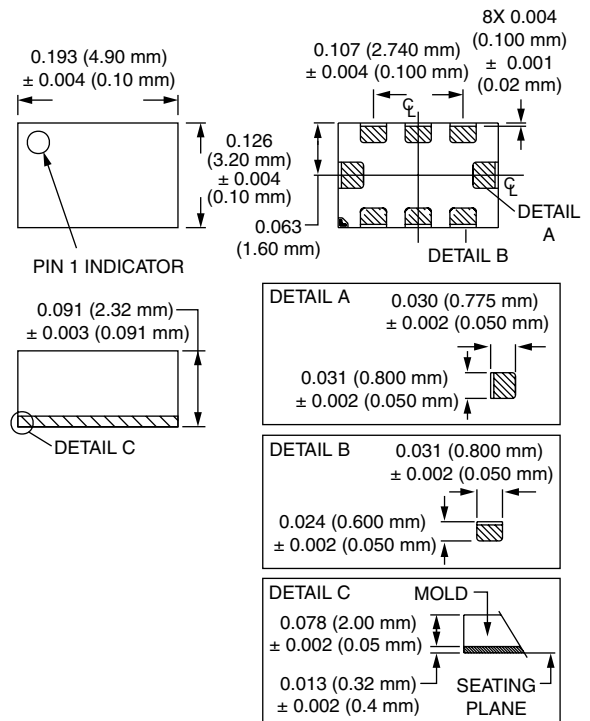 0.193 (4.90 mm)
± 0.004 (0.10 mm)
0.107 (2.740 mm)
± 0.004 (0.100 mm)
8X 0.004
(0.100 mm)
± 0.001
(0.02 mm)
CL
0.126
(3.20 mm)
± 0.004
(0.10 mm)
0.063
(1.60 mm)
CL
DETAIL
A
DETAIL B
PIN 1 INDICATOR
0.091 (2.32 mm)
± 0.003 (0.091 mm)
DETAIL C
DETAIL A
0.030 (0.775 mm)
± 0.002 (0.050 mm)
0.031 (0.800 mm)
± 0.002 (0.050 mm)
DETAIL B
0.031 (0.800 mm)
± 0.002 (0.050 mm)
0.024 (0.600 mm)
± 0.002 (0.050 mm)
DETAIL C
MOLD
0.078 (2.00 mm)
± 0.002 (0.05 mm)
0.013 (0.32 mm)
± 0.002 (0.4 mm)
SEATING
PLANE